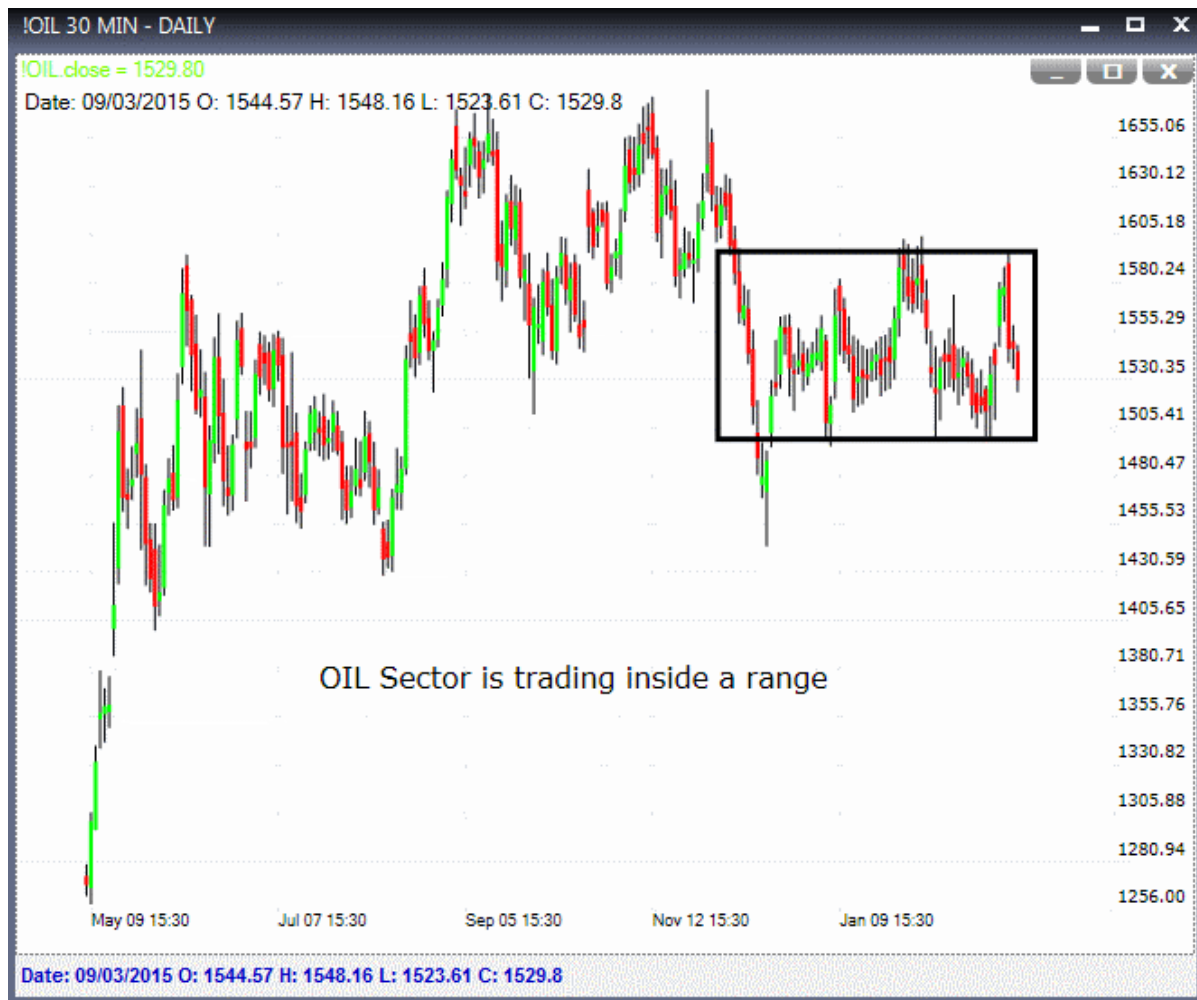 !OIL 30 MIN - DAILY
!OIL.close = 1529.80
Date: 09/03/2015 O: 1544.57 H: 1548.16 L: 1523.61 C: 1529.8
1655.06
1630.12
1605.18
1580.24
1555.29
1530.35
1505.41
1480.47
1455.53
1430.59
1405.65
1380.71
1355.76
1330.82
1305.88
1280.94
1256.00
OIL Sector is trading inside a range
May 09 15:30 Jul 07 15:30 Sep 05 15:30 Nov 12 15:30 Jan 09 15:30
Date: 09/03/2015 O: 1544.57 H: 1548.16 L: 1523.61 C: 1529.8